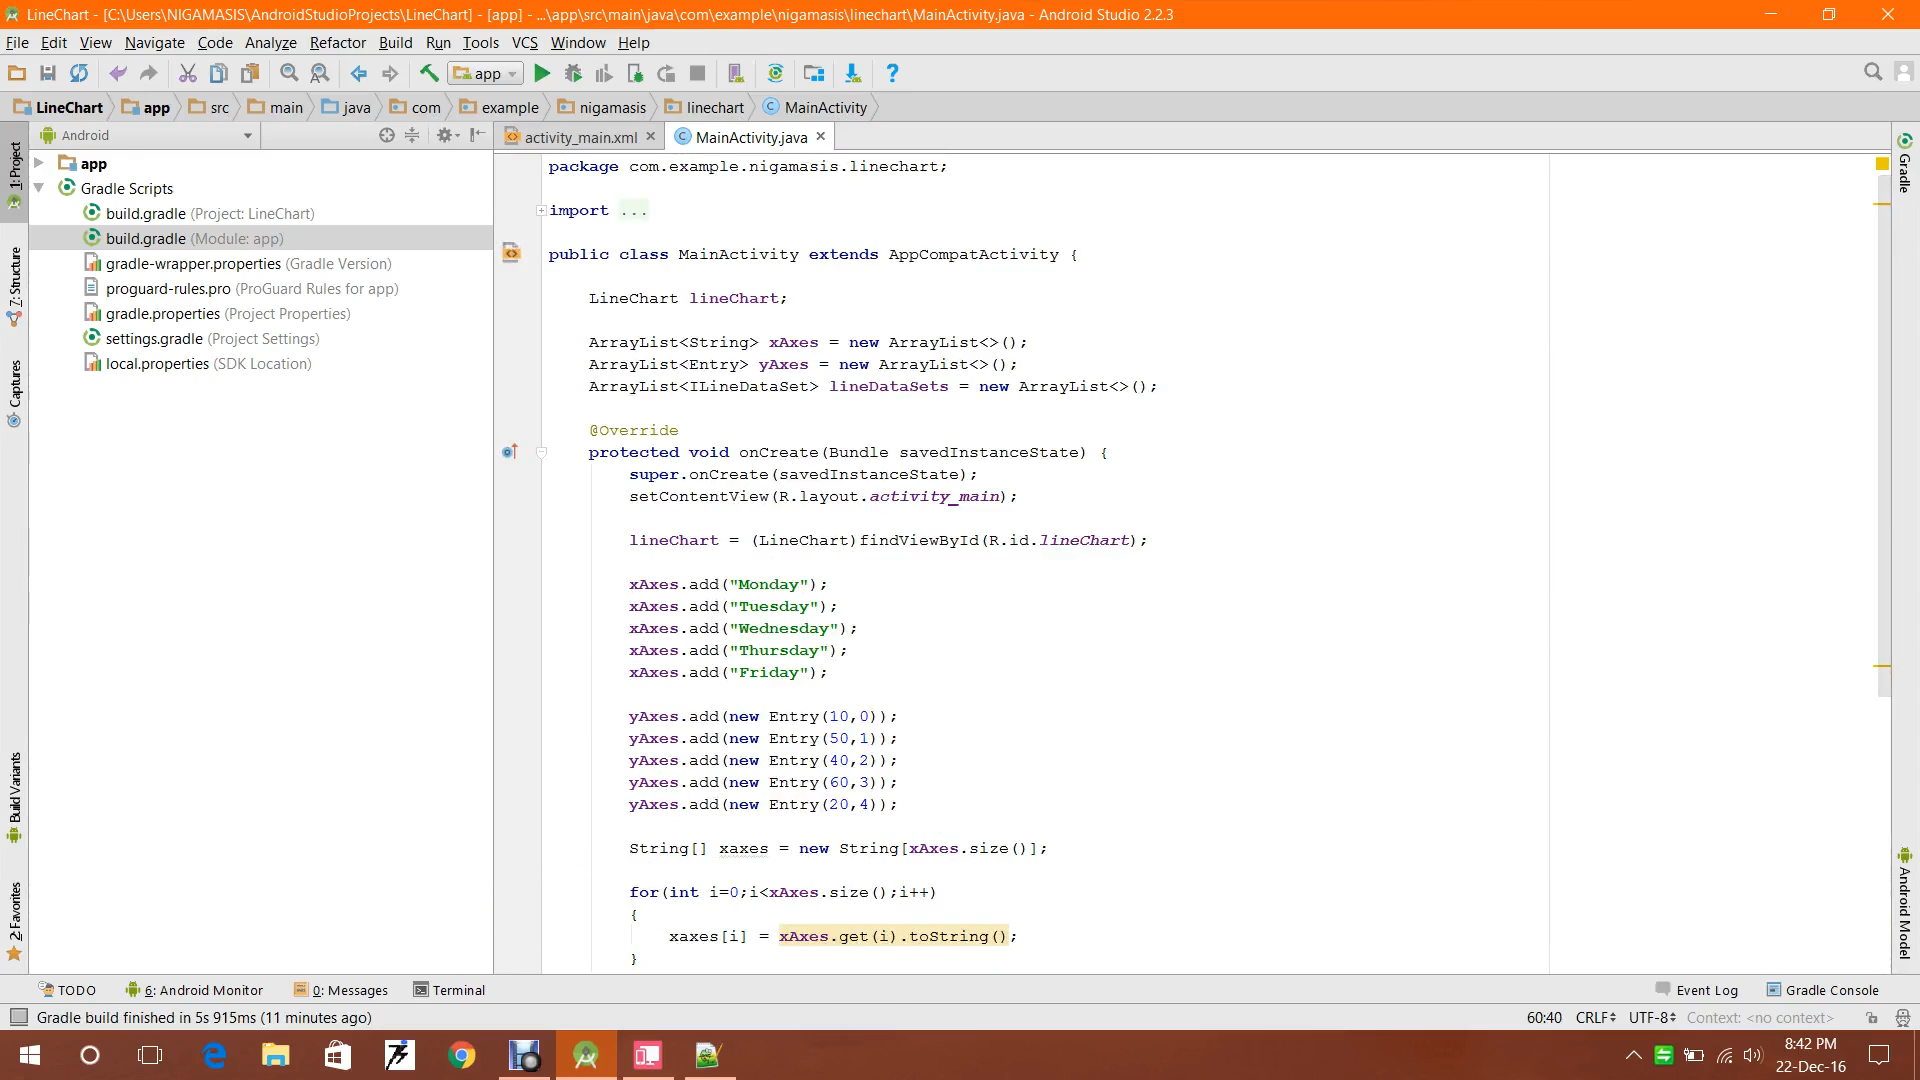 LineChart - [C:\Users\NIGAMASIS\AndroidStudioProjects\LineChart] - [app] - ...\app\src\main\java\com\example\nigamasis\linechart\MainActivity.java - Android Studio 2.2.3
File Edit View Navigate Code Analyze Refactor Build Run Tools VCS Window Help
app
LineChart app src main java com example nigamasis linechart MainActivity
Android
activity_main.xml MainActivity.java
1: Project
7: Structure
Captures
Build Variants
2: Favorites
app
Gradle Scripts
build.gradle (Project: LineChart)
build.gradle (Module: app)
gradle-wrapper.properties (Gradle Version)
proguard-rules.pro (ProGuard Rules for app)
gradle.properties (Project Properties)
settings.gradle (Project Settings)
local.properties (SDK Location)
package com.example.nigamasis.linechart;
import ...
public class MainActivity extends AppCompatActivity {
LineChart lineChart;
ArrayList<String> xAxes = new ArrayList<>();
ArrayList<Entry> yAxes = new ArrayList<>();
ArrayList<ILineDataSet> lineDataSets = new ArrayList<>();
@Override
protected void onCreate(Bundle savedInstanceState) {
super.onCreate(savedInstanceState);
setContentView(R.layout.activity_main);
lineChart = (LineChart)findViewById(R.id.lineChart);
xAxes.add("Monday");
xAxes.add("Tuesday");
xAxes.add("Wednesday");
xAxes.add("Thursday");
xAxes.add("Friday");
yAxes.add(new Entry(10,0));
yAxes.add(new Entry(50,1));
yAxes.add(new Entry(40,2));
yAxes.add(new Entry(60,3));
yAxes.add(new Entry(20,4));
String[] xaxes = new String[xAxes.size()];
for(int i=0;i<xAxes.size();i++)
{
xaxes[i] = xAxes.get(i).toString();
}
Gradle
Android Model
TODO 6: Android Monitor 0: Messages Terminal Event Log Gradle Console
Gradle build finished in 5s 915ms (11 minutes ago) 60:40 CRLF UTF-8 Context: <no context>
8:42 PM
22-Dec-16